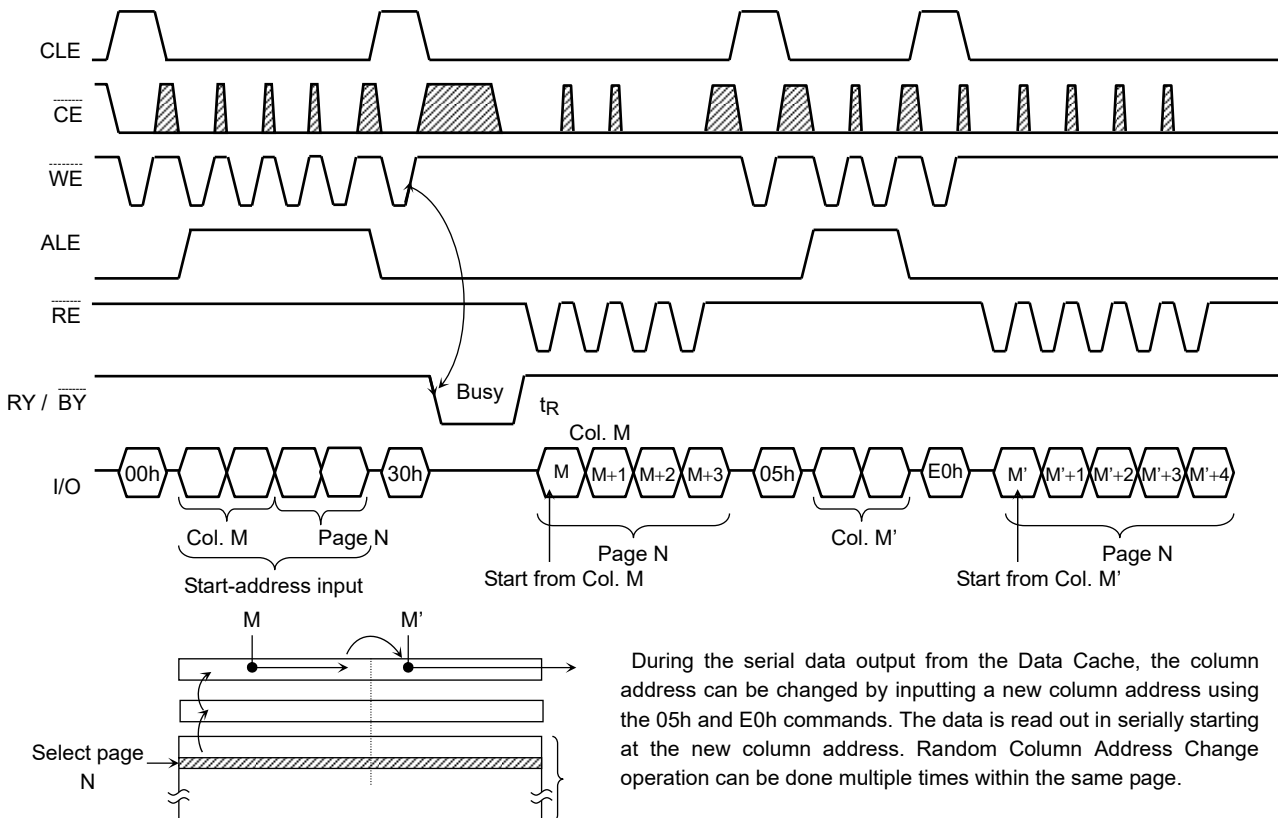 CLE
CE
WE
ALE
RE
RY / BY
Busy
tR
Col. M
I/O
00h
30h
M
M+1
M+2
M+3
05h
E0h
M'
M'+1
M'+2
M'+3
M'+4
Col. M
Page N
Page N
Col. M’
Page N
Start-address input
Start from Col. M
Start from Col. M’
M
M’
Select page
N
During the serial data output from the Data Cache, the column
address can be changed by inputting a new column address using
the 05h and E0h commands. The data is read out in serially starting
at the new column address. Random Column Address Change
operation can be done multiple times within the same page.